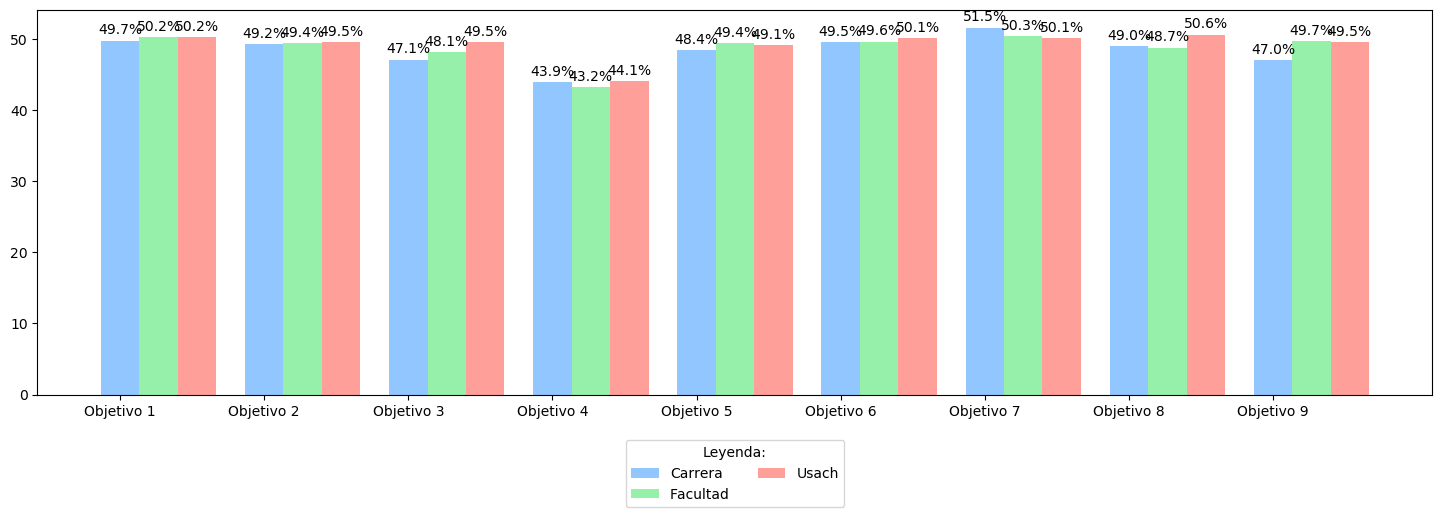 49.7% 50.2% 50.2% 49.2% 49.4% 49.5% 47.1% 48.1% 49.5% 43.9% 43.2% 44.1% 48.4% 49.4% 49.1% 49.5% 49.6% 50.1% 51.5% 50.3% 50.1% 49.0% 48.7% 50.6% 47.0% 49.7% 49.5%
50
40
30
20
10
0
Objetivo 1 Objetivo 2 Objetivo 3 Objetivo 4 Objetivo 5 Objetivo 6 Objetivo 7 Objetivo 8 Objetivo 9
Leyenda:
Carrera Usach
Facultad